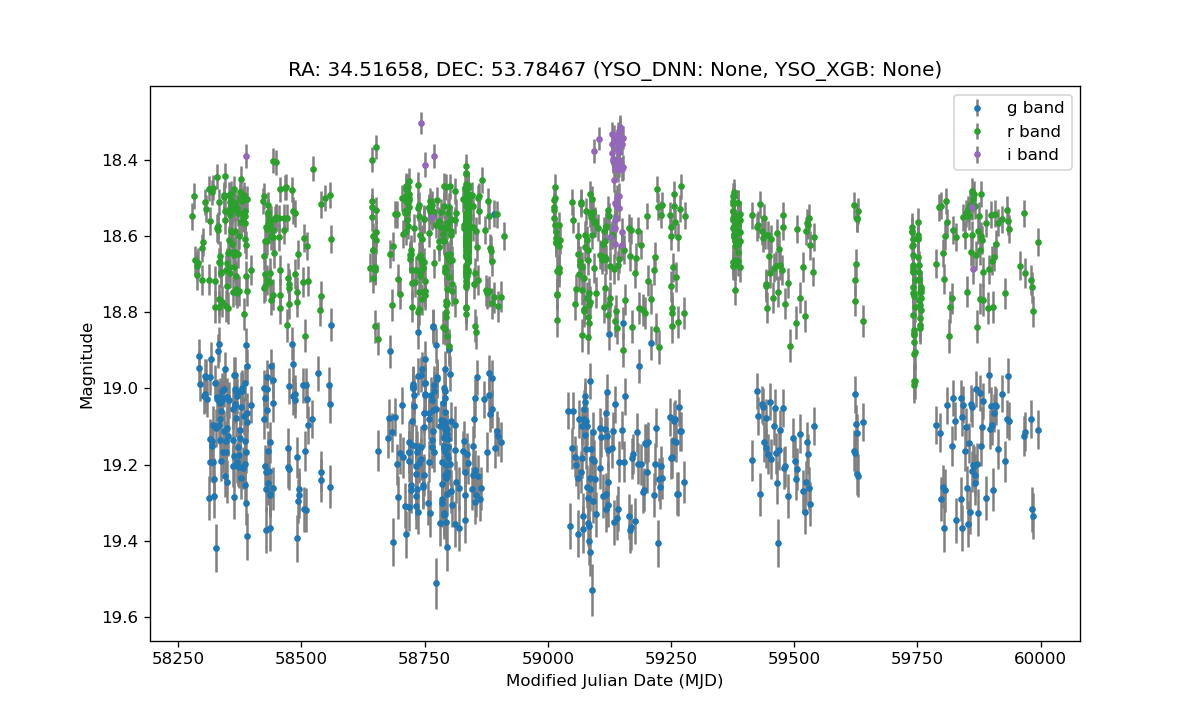 RA: 34.51658, DEC: 53.78467 (YSO_DNN: None, YSO_XGB: None)
g band
r band
i band
18.4
18.6
18.8
19.0
19.2
19.4
19.6
Magnitude
58250
58500
58750
59000
59250
59500
59750
60000
Modified Julian Date (MJD)